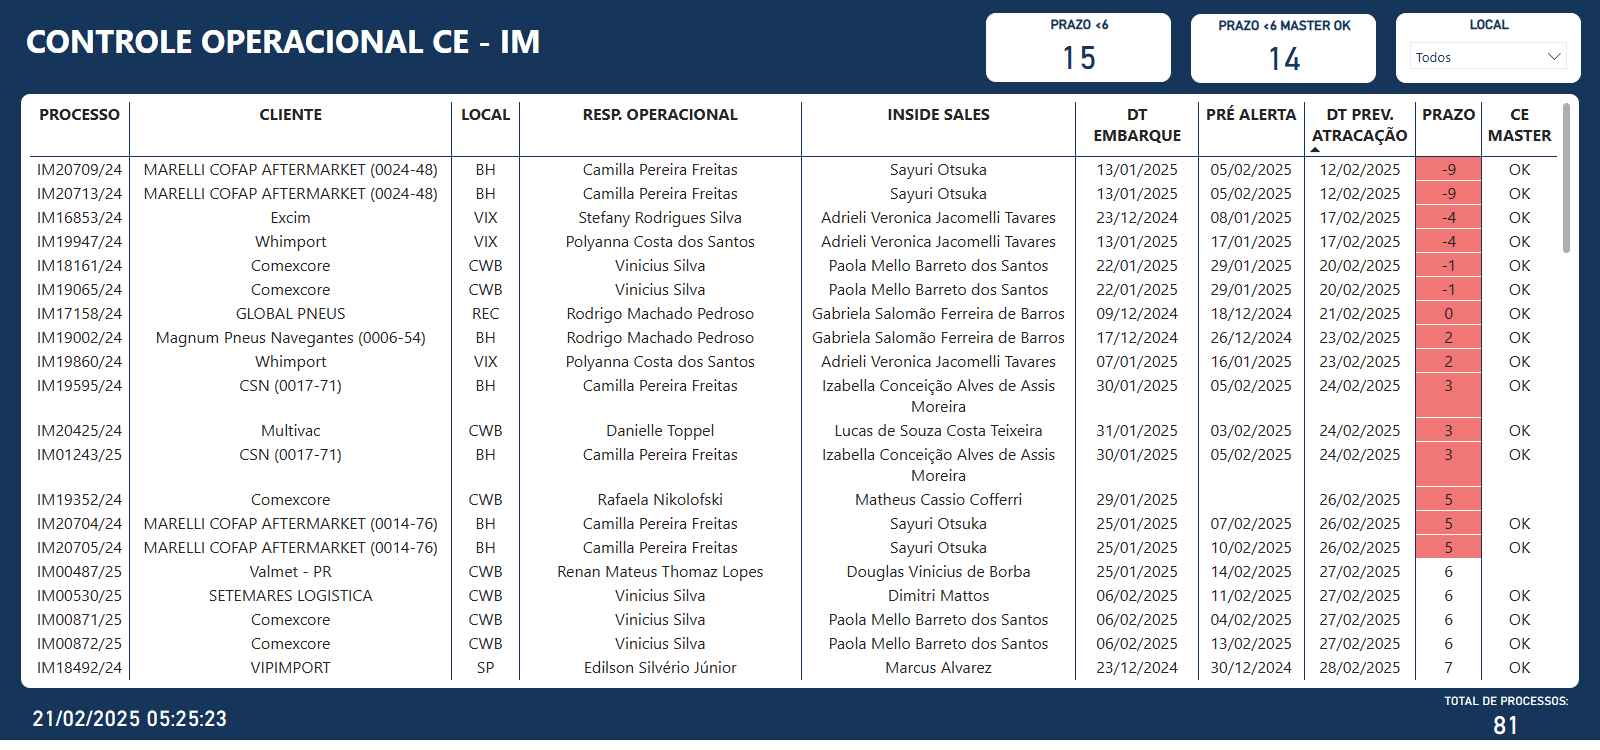 CONTROLE OPERACIONAL CE - IM
PRAZO <6
15
PRAZO <6 MASTER OK
14
LOCAL
Todos
PROCESSO CLIENTE LOCAL RESP. OPERACIONAL INSIDE SALES DT EMBARQUE PRÉ ALERTA DT PREV. ATRACAÇÃO PRAZO CE MASTER
IM20709/24 MARELLI COFAP AFTERMARKET (0024-48) BH Camilla Pereira Freitas Sayuri Otsuka 13/01/2025 05/02/2025 12/02/2025 -9 OK
IM20713/24 MARELLI COFAP AFTERMARKET (0024-48) BH Camilla Pereira Freitas Sayuri Otsuka 13/01/2025 05/02/2025 12/02/2025 -9 OK
IM16853/24 Excim VIX Stefany Rodrigues Silva Adrieli Veronica Jacomelli Tavares 23/12/2024 08/01/2025 17/02/2025 -4 OK
IM19947/24 Whimport VIX Polyanna Costa dos Santos Adrieli Veronica Jacomelli Tavares 13/01/2025 17/01/2025 17/02/2025 -4 OK
IM18161/24 Comexcore CWB Vinicius Silva Paola Mello Barreto dos Santos 22/01/2025 29/01/2025 20/02/2025 -1 OK
IM19065/24 Comexcore CWB Vinicius Silva Paola Mello Barreto dos Santos 22/01/2025 29/01/2025 20/02/2025 -1 OK
IM17158/24 GLOBAL PNEUS REC Rodrigo Machado Pedroso Gabriela Salomão Ferreira de Barros 09/12/2024 18/12/2024 21/02/2025 0 OK
IM19002/24 Magnum Pneus Navegantes (0006-54) BH Rodrigo Machado Pedroso Gabriela Salomão Ferreira de Barros 17/12/2024 26/12/2024 23/02/2025 2 OK
IM19860/24 Whimport VIX Polyanna Costa dos Santos Adrieli Veronica Jacomelli Tavares 07/01/2025 16/01/2025 23/02/2025 2 OK
IM19595/24 CSN (0017-71) BH Camilla Pereira Freitas Izabella Conceição Alves de Assis Moreira 30/01/2025 05/02/2025 24/02/2025 3 OK
IM20425/24 Multivac CWB Danielle Toppel Lucas de Souza Costa Teixeira 31/01/2025 03/02/2025 24/02/2025 3 OK
IM01243/25 CSN (0017-71) BH Camilla Pereira Freitas Izabella Conceição Alves de Assis Moreira 30/01/2025 05/02/2025 24/02/2025 3 OK
IM19352/24 Comexcore CWB Rafaela Nikolofski Matheus Cassio Cofferri 29/01/2025 26/02/2025 5
IM20704/24 MARELLI COFAP AFTERMARKET (0014-76) BH Camilla Pereira Freitas Sayuri Otsuka 25/01/2025 07/02/2025 26/02/2025 5 OK
IM20705/24 MARELLI COFAP AFTERMARKET (0014-76) BH Camilla Pereira Freitas Sayuri Otsuka 25/01/2025 10/02/2025 26/02/2025 5 OK
IM00487/25 Valmet - PR CWB Renan Mateus Thomaz Lopes Douglas Vinicius de Borba 25/01/2025 14/02/2025 27/02/2025 6
IM00530/25 SETEMARES LOGISTICA CWB Vinicius Silva Dimitri Mattos 06/02/2025 11/02/2025 27/02/2025 6 OK
IM00871/25 Comexcore CWB Vinicius Silva Paola Mello Barreto dos Santos 06/02/2025 04/02/2025 27/02/2025 6 OK
IM00872/25 Comexcore CWB Vinicius Silva Paola Mello Barreto dos Santos 06/02/2025 13/02/2025 27/02/2025 6 OK
IM18492/24 VIPIMPORT SP Edilson Silvério Júnior Marcus Alvarez 23/12/2024 30/12/2024 28/02/2025 7 OK
21/02/2025 05:25:23
TOTAL DE PROCESSOS:
81